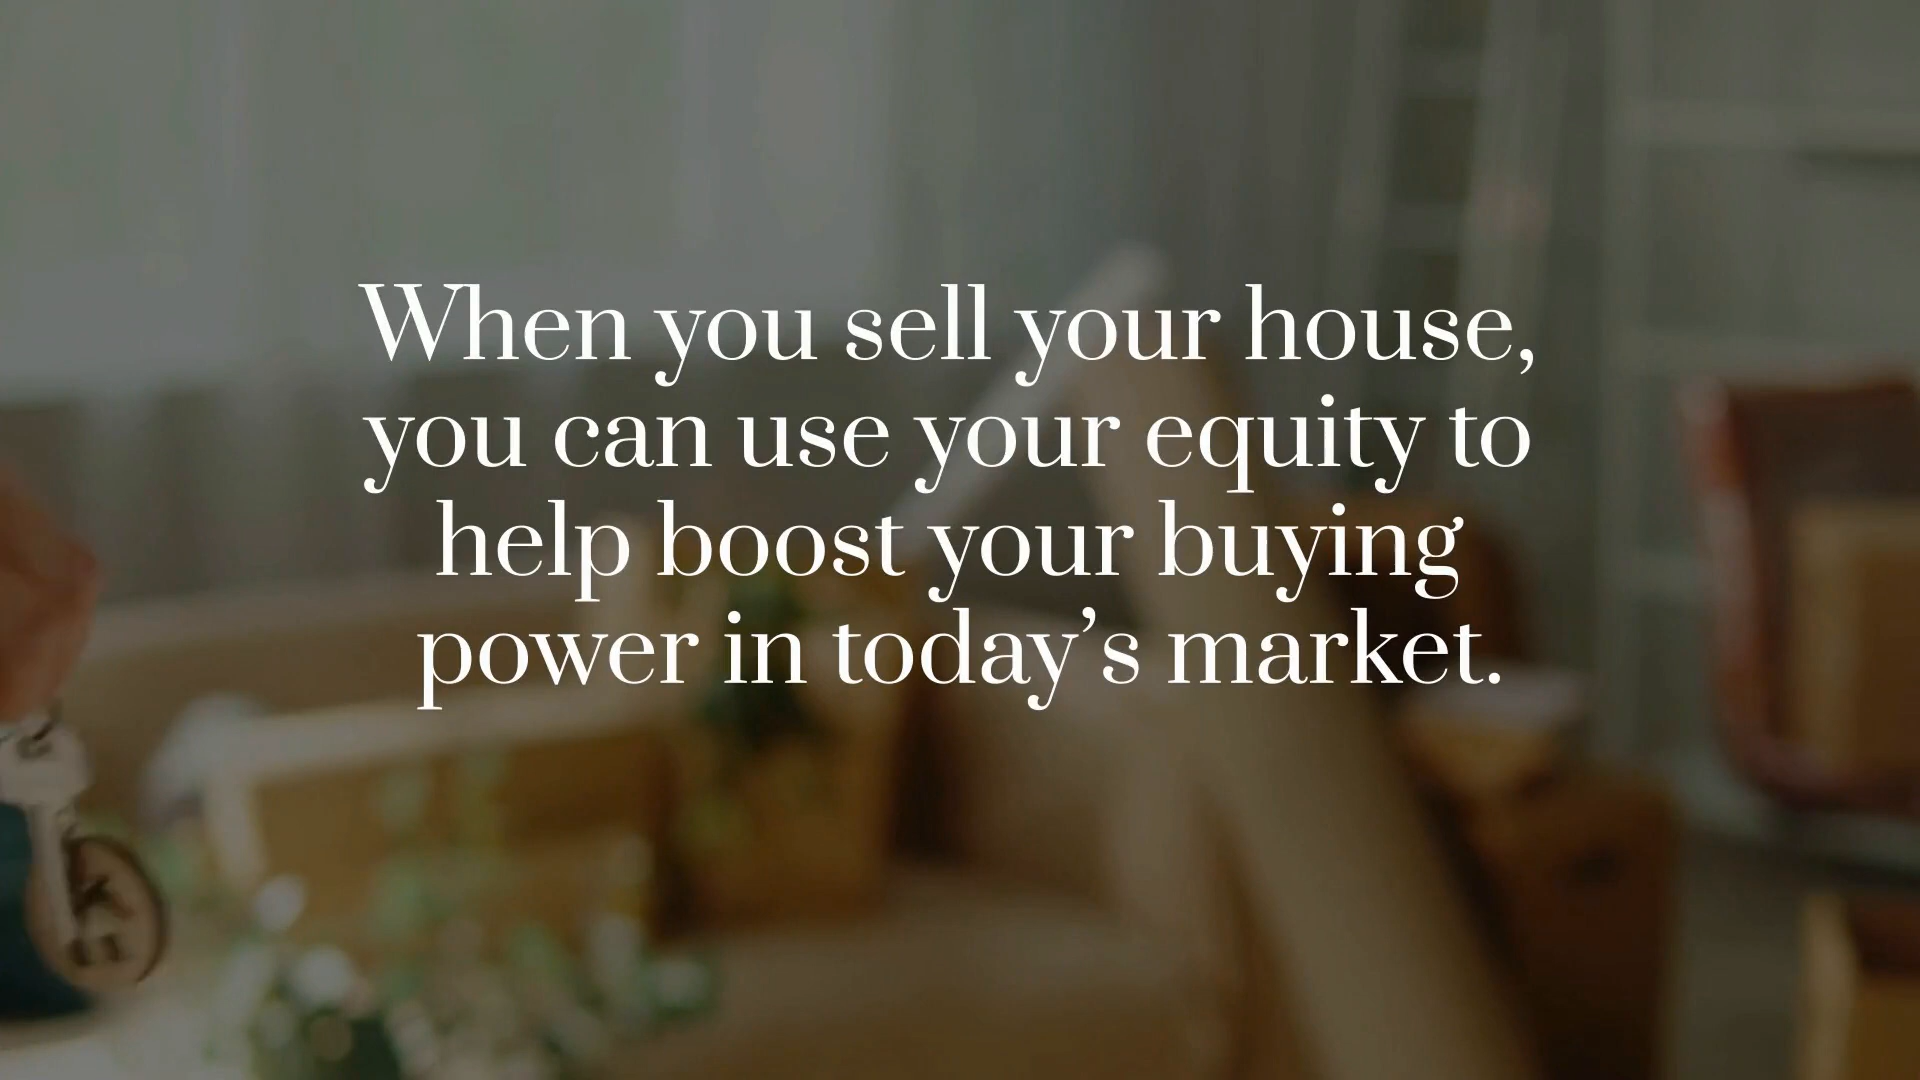 When you sell your house,
you can use your equity to
help boost your buying
power in today’s market.